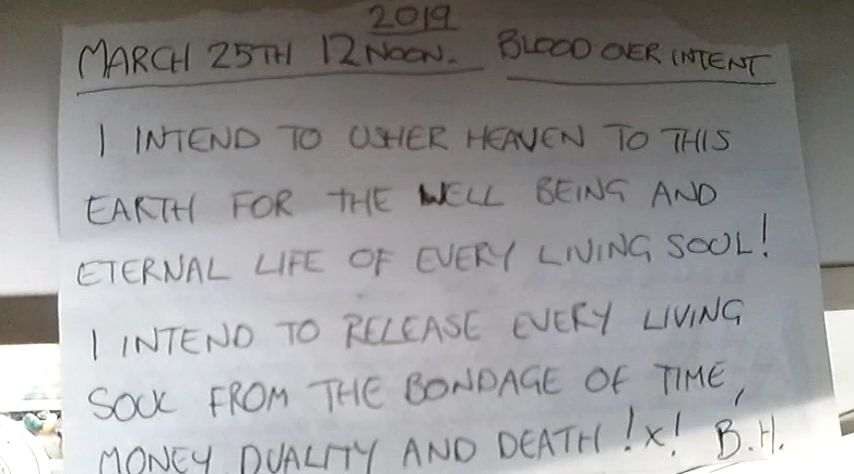 2019
MARCH 25TH 12 NOON. BLOOD OVER INTENT
I INTEND TO USHER HEAVEN TO THIS
EARTH FOR THE WELL BEING AND
ETERNAL LIFE OF EVERY LIVING SOUL!
I INTEND TO RELEASE EVERY LIVING
SOUL FROM THE BONDAGE OF TIME,
MONEY DUALITY AND DEATH!X! B.H.